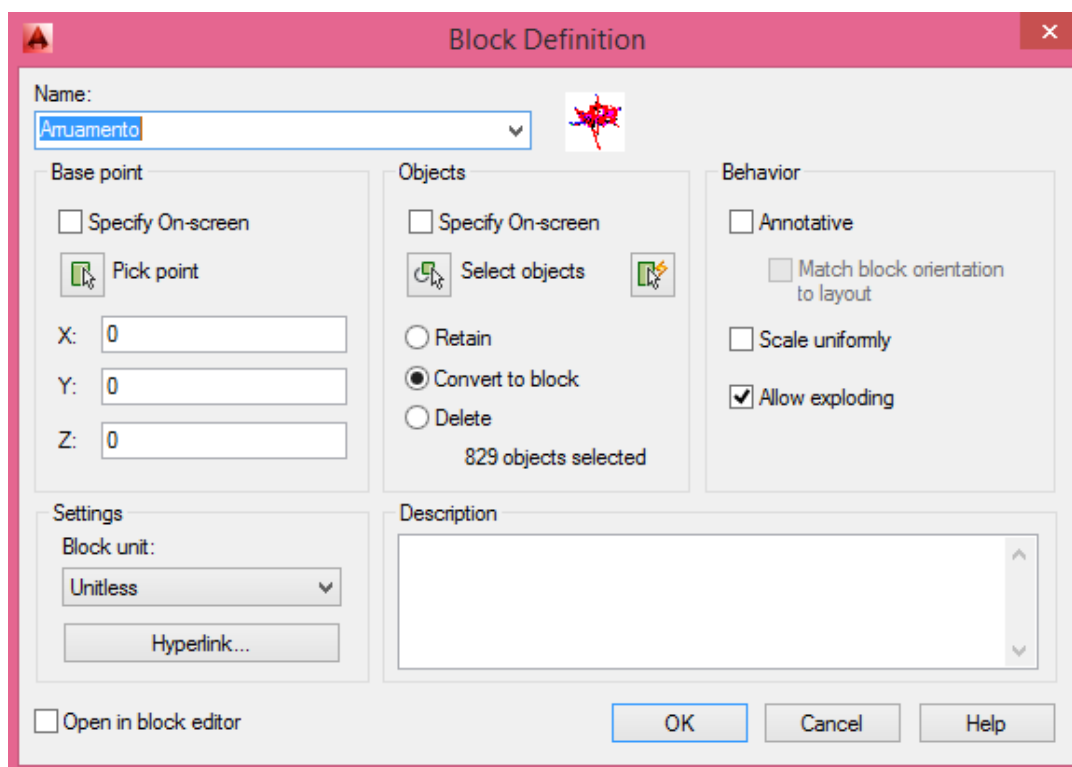 Block Definition
Name:
Arruamento
Base point
Specify On-screen
Pick point
X: 0
Y: 0
Z: 0
Objects
Specify On-screen
Select objects
Retain
Convert to block
Delete
829 objects selected
Behavior
Annotative
Match block orientation
to layout
Scale uniformly
Allow exploding
Settings
Block unit:
Unitless
Hyperlink...
Description
Open in block editor
OK
Cancel
Help